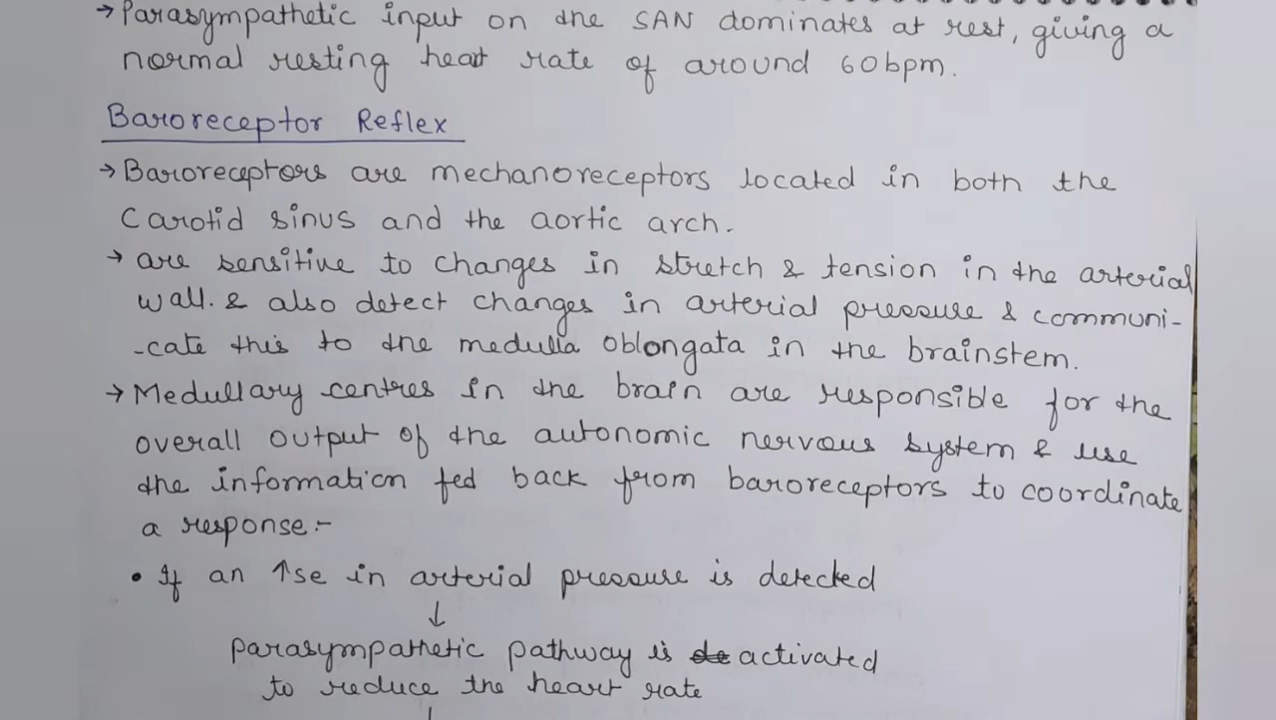 → Parasympathetic input on the SAN dominates at rest, giving a
normal resting heart rate of around 60bpm.
Baroreceptor Reflex
→ Baroreceptors are mechanoreceptors located in both the
Carotid sinus and the aortic arch.
→ are sensitive to changes in stretch & tension in the arterial
wall. & also detect changes in arterial pressure & communi-
-cate this to the medulla oblongata in the brainstem.
→ Medullary centres in the brain are responsible for the
overall output of the autonomic nervous system & use
the information fed back from baroreceptors to coordinate
a response:-
• If an ↑se in arterial pressure is detected
↓
parasympathetic pathway is activated
to reduce the heart rate